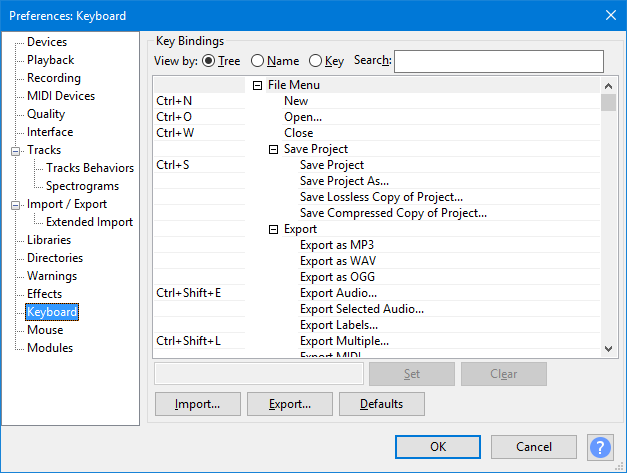 Preferences: Keyboard
Devices
Playback
Recording
MIDI Devices
Quality
Interface
Tracks
Tracks Behaviors
Spectrograms
Import / Export
Extended Import
Libraries
Directories
Warnings
Effects
Keyboard
Mouse
Modules
Key Bindings
View by: Tree Name Key Search:
File Menu
Ctrl+N New
Ctrl+O Open...
Ctrl+W Close
Save Project
Ctrl+S Save Project
Save Project As...
Save Lossless Copy of Project...
Save Compressed Copy of Project...
Export
Export as MP3
Export as WAV
Export as OGG
Ctrl+Shift+E Export Audio...
Export Selected Audio...
Export Labels...
Ctrl+Shift+L Export Multiple...
Export MIDI
Set Clear
Import... Export... Defaults
OK Cancel ?